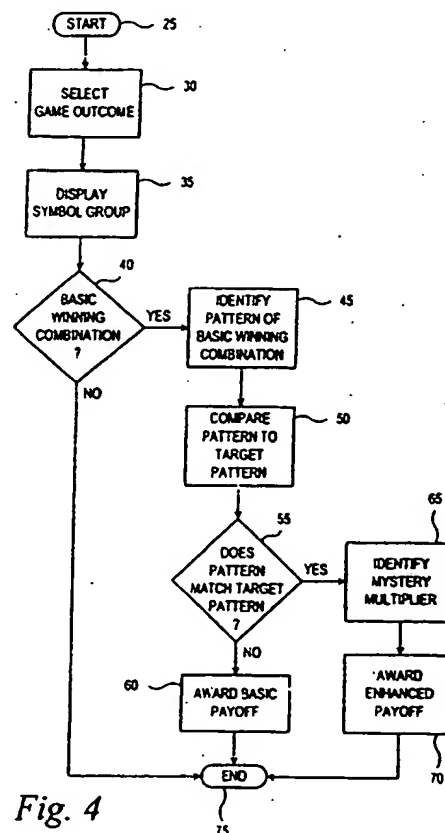 START
25
SELECT
GAME OUTCOME
30
DISPLAY
SYMBOL GROUP
35
BASIC
WINNING
COMBINATION
?
40
YES
NO
IDENTIFY
PATTERN OF
BASIC WINNING
COMBINATION
45
COMPARE
PATTERN TO
TARGET
PATTERN
50
DOES
PATTERN
MATCH TARGET
PATTERN
?
55
YES
NO
IDENTIFY
MYSTERY
MULTIPLIER
65
60
AWARD BASIC
PAYOFF
AWARD
ENHANCED
PAYOFF
70
END
75
Fig. 4